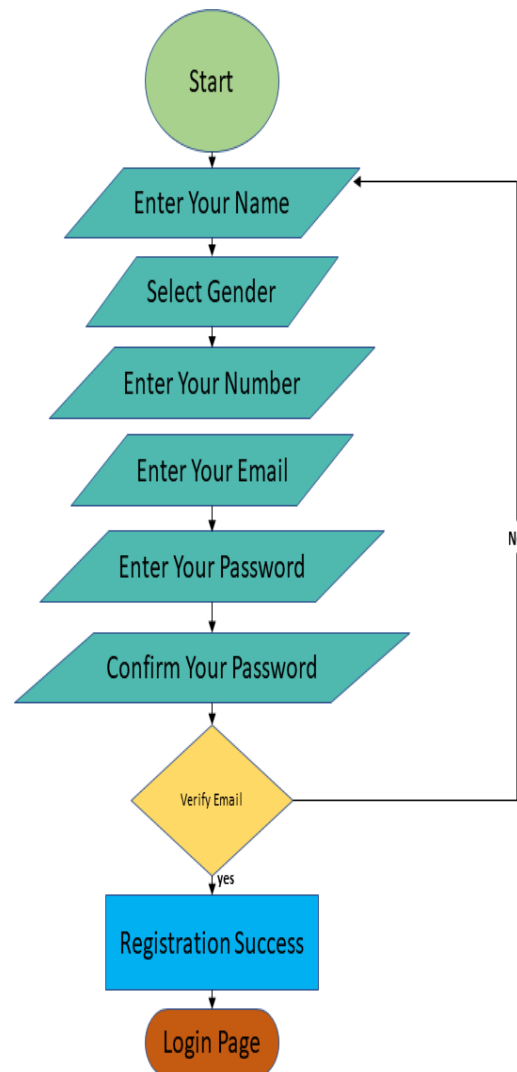 Start
Enter Your Name
Select Gender
Enter Your Number
Enter Your Email
Enter Your Password
Confirm Your Password
Verify Email
N
yes
Registration Success
Login Page